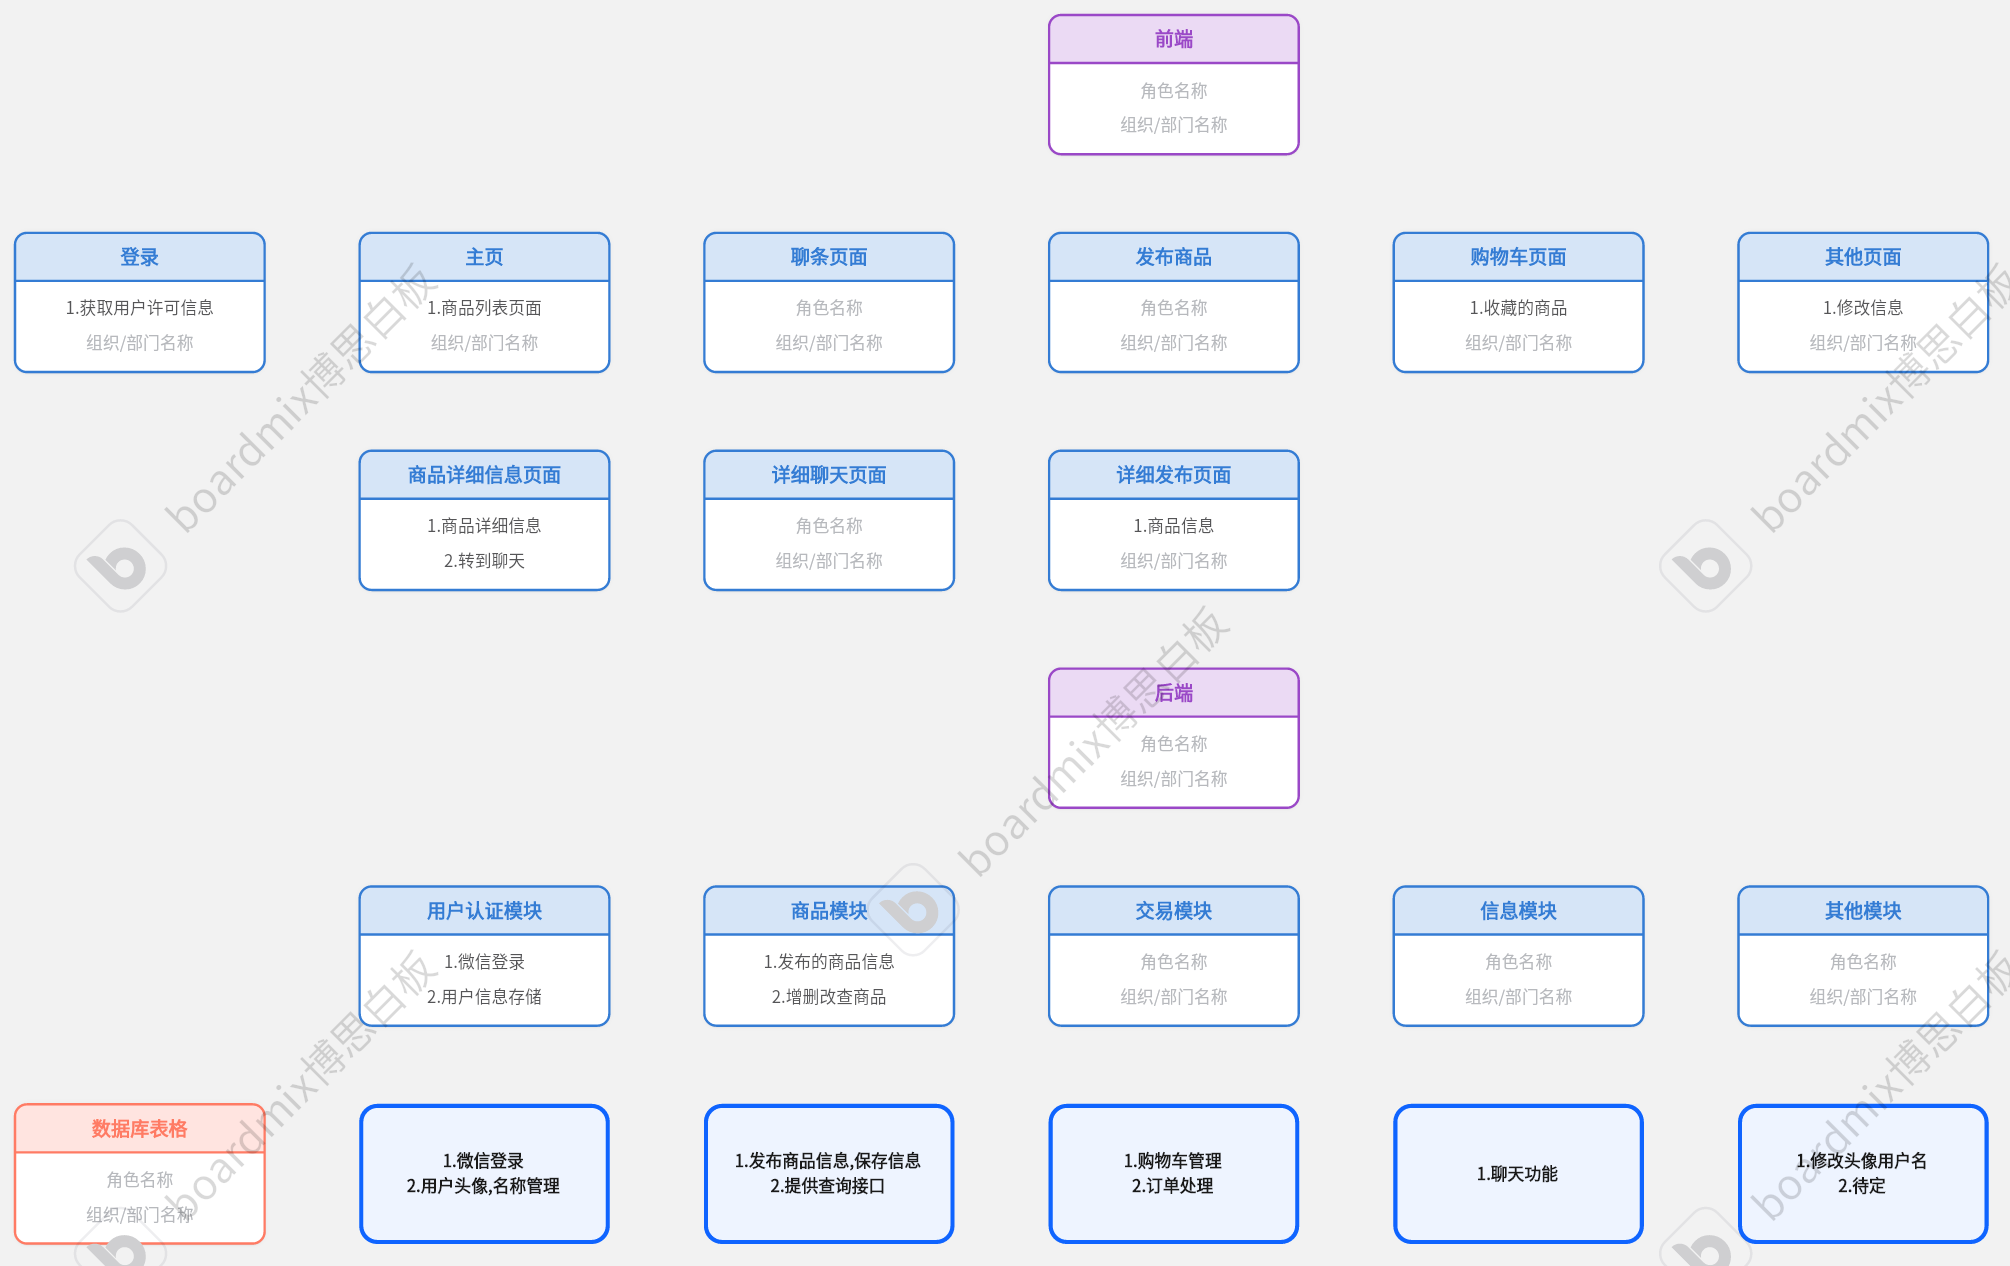 前端
角色名称
组织/部门名称
登录
1.获取用户许可信息
组织/部门名称
主页
1.商品列表页面
组织/部门名称
聊条页面
角色名称
组织/部门名称
发布商品
角色名称
组织/部门名称
购物车页面
1.收藏的商品
组织/部门名称
其他页面
1.修改信息
组织/部门名称
商品详细信息页面
1.商品详细信息
2.转到聊天
详细聊天页面
角色名称
组织/部门名称
详细发布页面
1.商品信息
组织/部门名称
后端
角色名称
组织/部门名称
用户认证模块
1.微信登录
2.用户信息存储
商品模块
1.发布的商品信息
2.增删改查商品
交易模块
角色名称
组织/部门名称
信息模块
角色名称
组织/部门名称
其他模块
角色名称
组织/部门名称
数据库表格
角色名称
组织/部门名称
1.微信登录
2.用户头像,名称管理
1.发布商品信息,保存信息
2.提供查询接口
1.购物车管理
2.订单处理
1.聊天功能
1.修改头像用户名
2.待定
boardmix博思白板
boardmix博思白板
boardmix博思白板
boardmix博思白板
boardmix博思白板